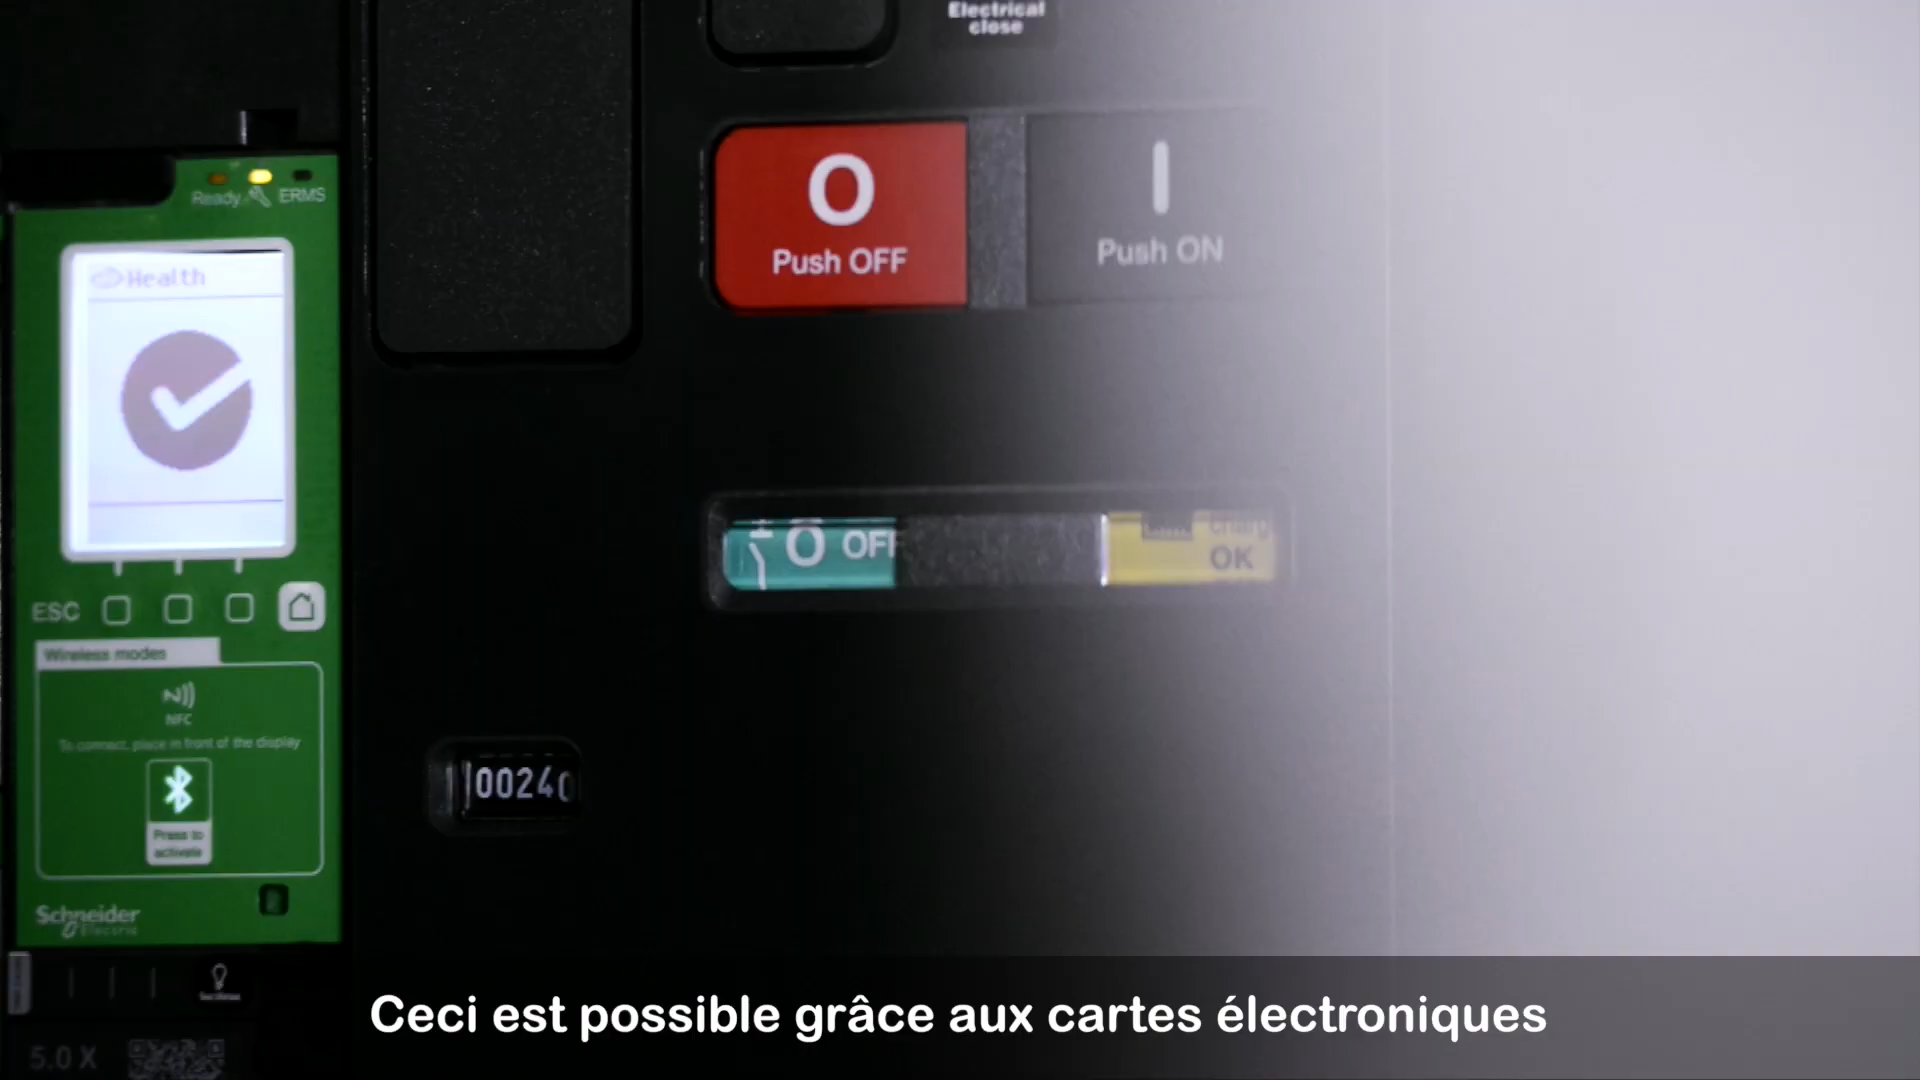 Electrical
close
O
Push OFF
I
Push ON
Ready
ERMS
Health
O OFF
OK
ESC
Wireless modes
NFC
To connect, place in front of the display
Press to
activate
0024
Schneider
Electric
5.0 X
Ceci est possible grâce aux cartes électroniques